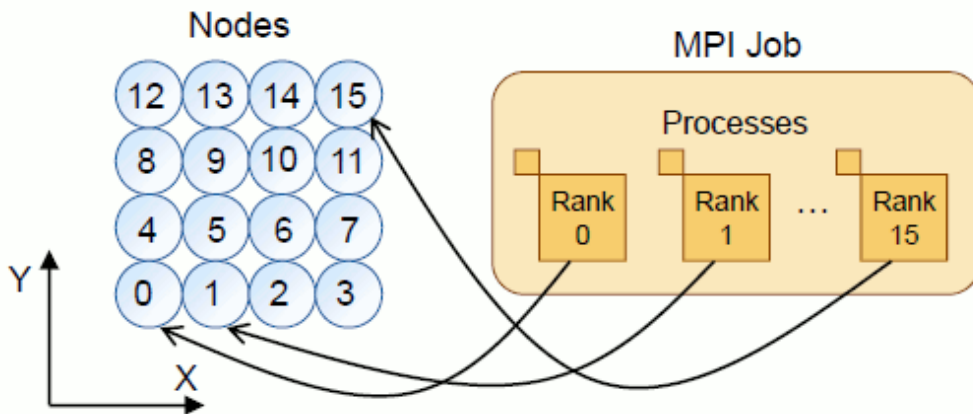 Nodes
12 13 14 15
8 9 10 11
4 5 6 7
0 1 2 3
Y
X
MPI Job
Processes
Rank 0
Rank 1
...
Rank 15